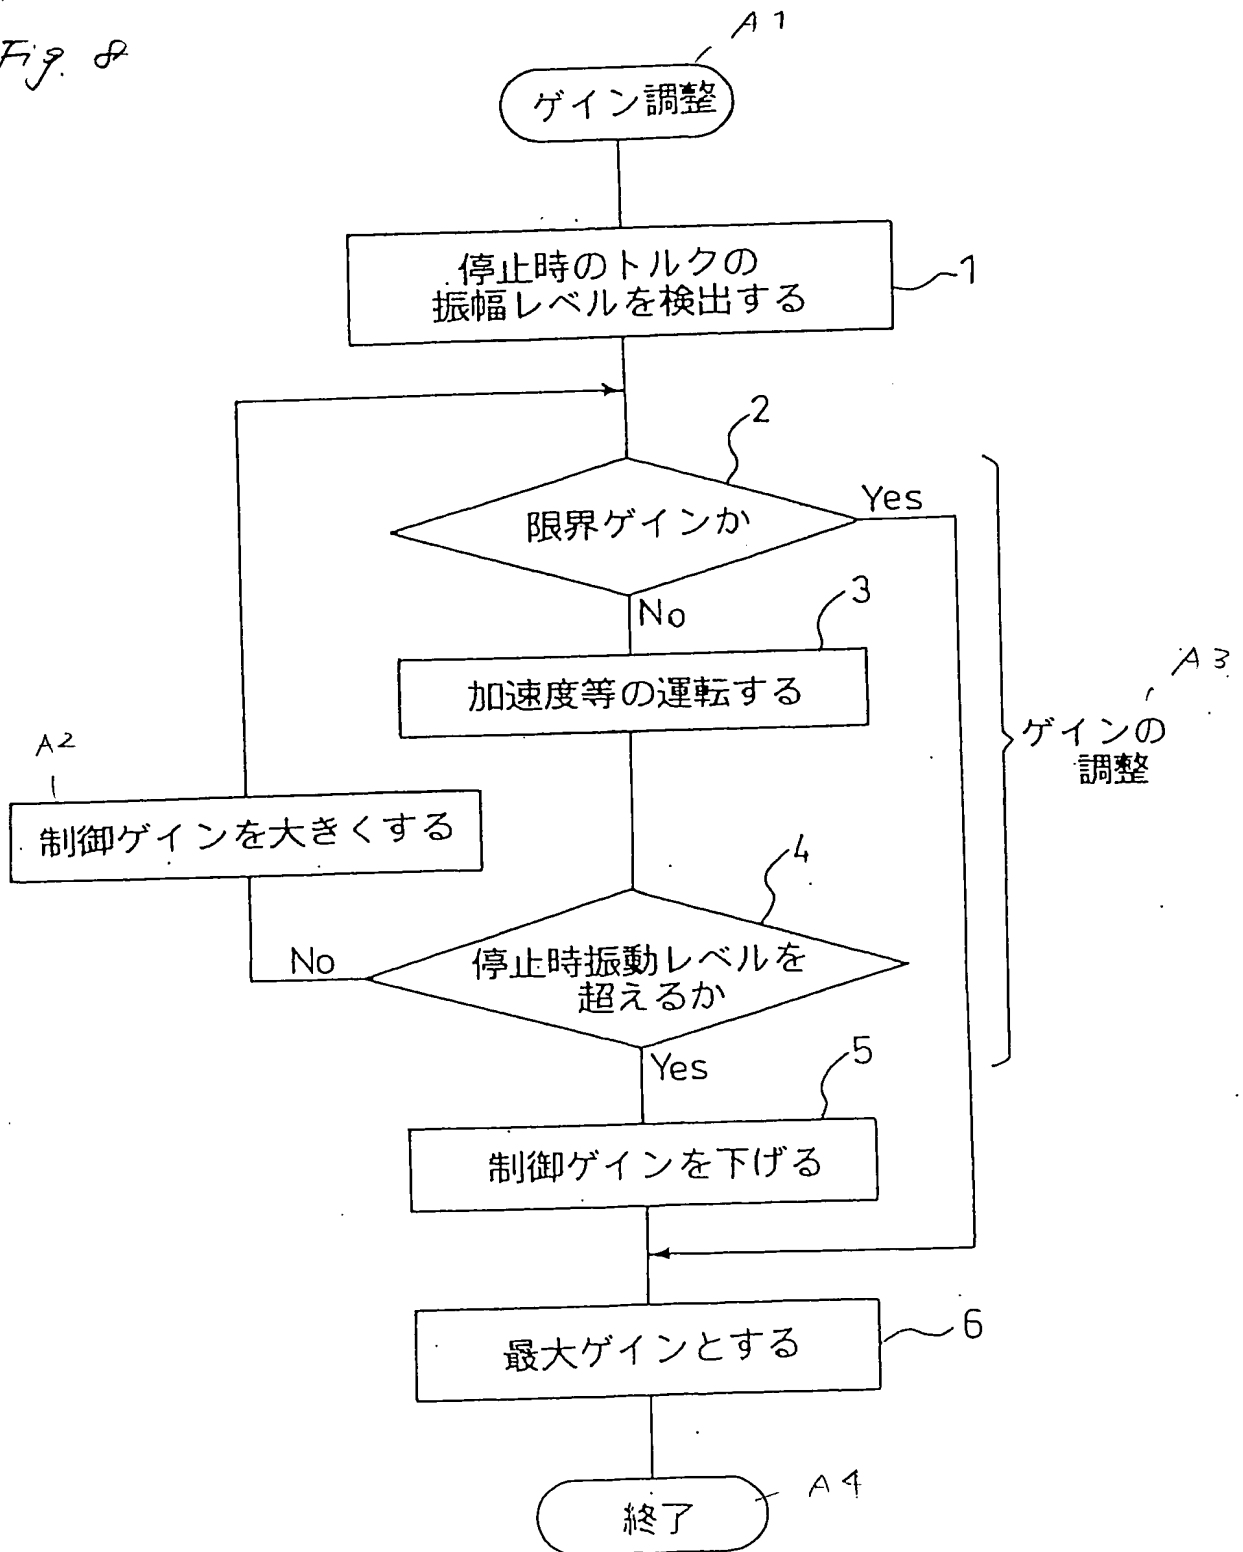 Fig. 8
A1
ゲイン調整
停止時のトルクの
振幅レベルを検出する
1
2
限界ゲインか
Yes
No
3
加速度等の運転する
A3
ゲインの
調整
A2
制御ゲインを大きくする
4
停止時振動レベルを
超えるか
No
Yes
5
制御ゲインを下げる
最大ゲインとする
6
終了
A4